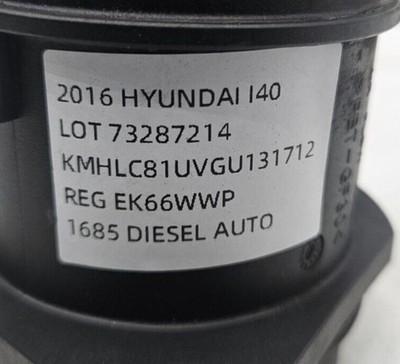 2016 HYUNDAI I40
LOT 73287214
KMHLC81UVGU131712
REG EK66WWP
1685 DIESEL AUTO